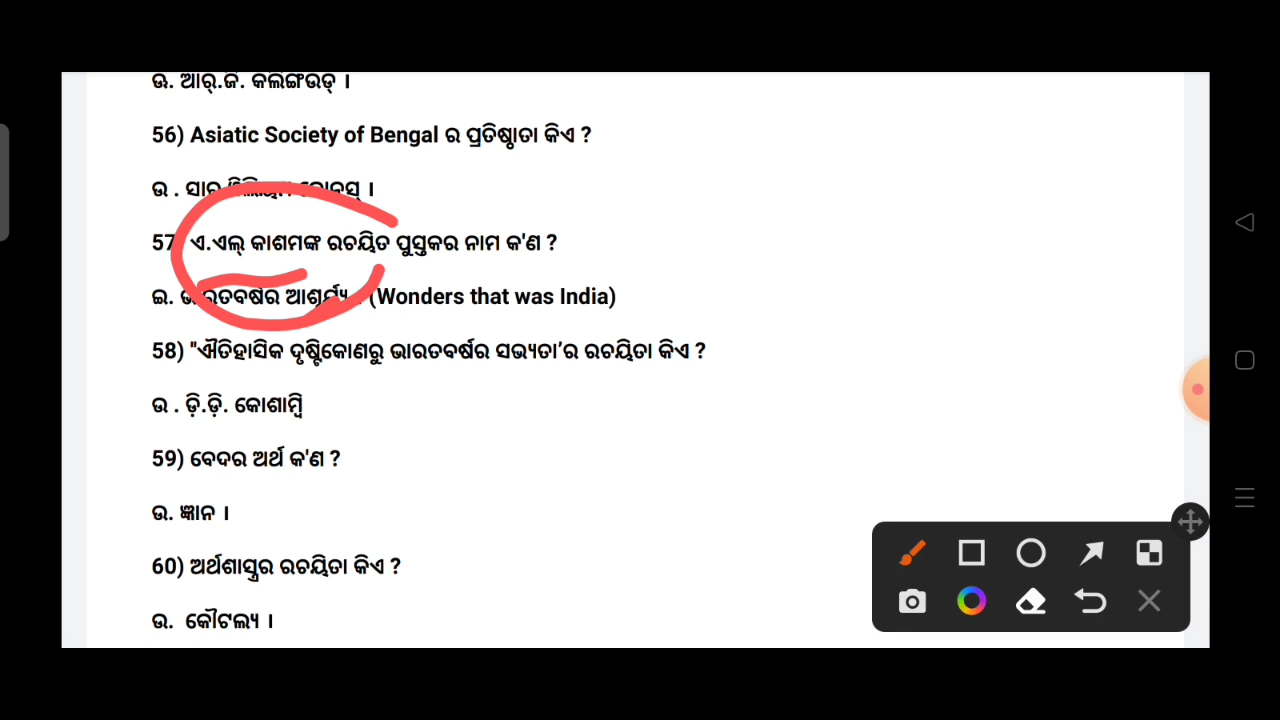 ଊ. ଆର୍.ଜି. କଲିଙ୍ଗଉଡ୍ ।
56) Asiatic Society of Bengal ର ପ୍ରତିଷ୍ଠାତା କିଏ ?
ଉ . ସାର୍ ୱିଲିୟମ ଜୋନସ୍ ।
57) ଏ.ଏଲ୍ କାଶମଙ୍କ ରଚୟିତ ପୁସ୍ତକର ନାମ କ'ଣ ?
ଇ. ଭାରତବର୍ଷର ଆଶ୍ଚର୍ଯ୍ୟ । (Wonders that was India)
58) "ଐତିହାସିକ ଦୃଷ୍ଟିକୋଣରୁ ଭାରତବର୍ଷର ସଭ୍ୟତା’ର ରଚୟିତା କିଏ ?
ଉ . ଡ଼ି.ଡ଼ି. କୋଶାମ୍ବି
59) ବେଦର ଅର୍ଥ କ'ଣ ?
ଉ. ଜ୍ଞାନ ।
60) ଅର୍ଥଶାସ୍ତ୍ରର ରଚୟିତା କିଏ ?
ଉ. କୌଟଲ୍ୟ ।